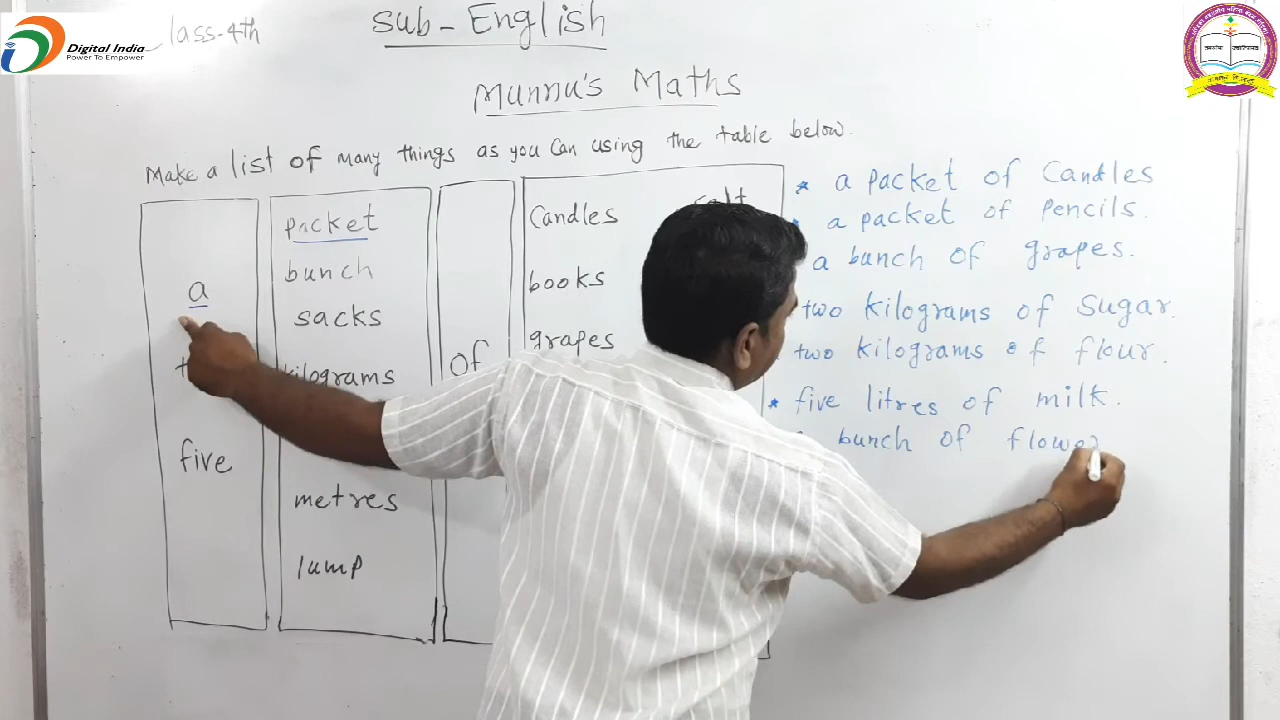 Digital India
Power To Empower
lass-4th
Sub-English
Munnu's Maths
Make a list of many things as you can using the table below.
a
five
packet
bunch
sacks
kilograms
metres
lump
of
Candles
books
grapes
a packet of Candles
a packet of pencils.
a bunch of grapes.
two kilograms of Sugar.
two kilograms of flour.
five litres of milk.
bunch of flower